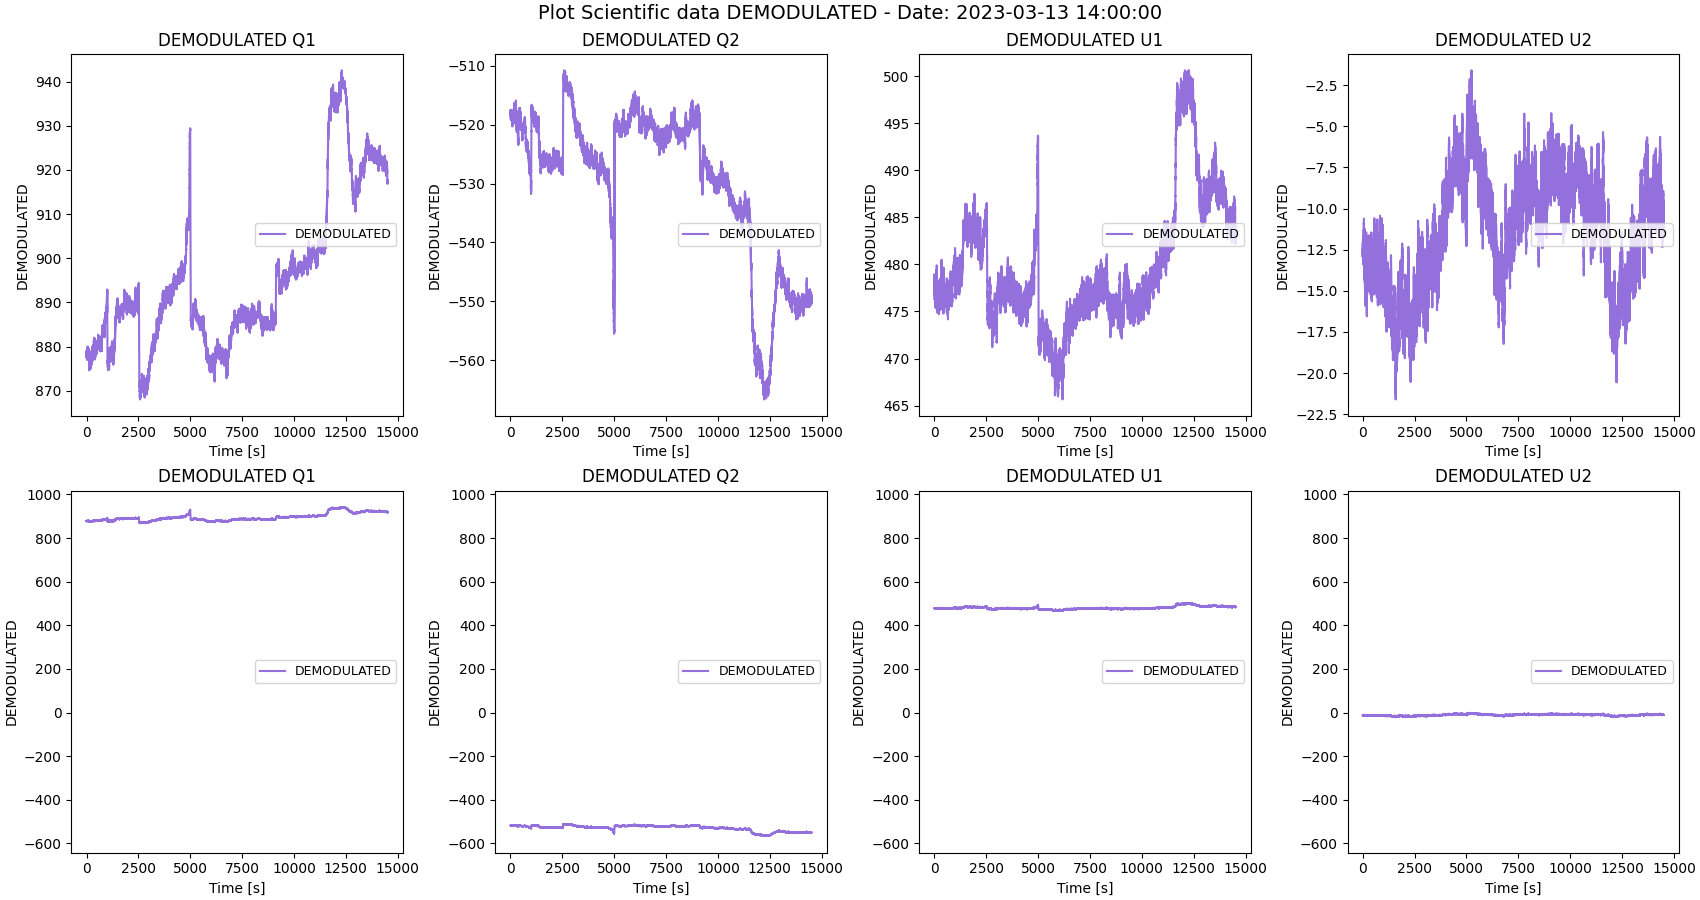 Plot Scientific data DEMODULATED - Date: 2023-03-13 14:00:00
DEMODULATED Q1
DEMODULATED
940
930
920
910
900
890
880
870
DEMODULATED
0 2500 5000 7500 10000 12500 15000
Time [s]
DEMODULATED Q2
DEMODULATED
−510
−520
−530
−540
−550
−560
DEMODULATED
0 2500 5000 7500 10000 12500 15000
Time [s]
DEMODULATED U1
DEMODULATED
500
495
490
485
480
475
470
465
DEMODULATED
0 2500 5000 7500 10000 12500 15000
Time [s]
DEMODULATED U2
DEMODULATED
−2.5
−5.0
−7.5
−10.0
−12.5
−15.0
−17.5
−20.0
−22.5
DEMODULATED
0 2500 5000 7500 10000 12500 15000
Time [s]
DEMODULATED Q1
DEMODULATED
1000
800
600
400
200
0
−200
−400
−600
DEMODULATED
0 2500 5000 7500 10000 12500 15000
Time [s]
DEMODULATED Q2
DEMODULATED
1000
800
600
400
200
0
−200
−400
−600
DEMODULATED
0 2500 5000 7500 10000 12500 15000
Time [s]
DEMODULATED U1
DEMODULATED
1000
800
600
400
200
0
−200
−400
−600
DEMODULATED
0 2500 5000 7500 10000 12500 15000
Time [s]
DEMODULATED U2
DEMODULATED
1000
800
600
400
200
0
−200
−400
−600
DEMODULATED
0 2500 5000 7500 10000 12500 15000
Time [s]